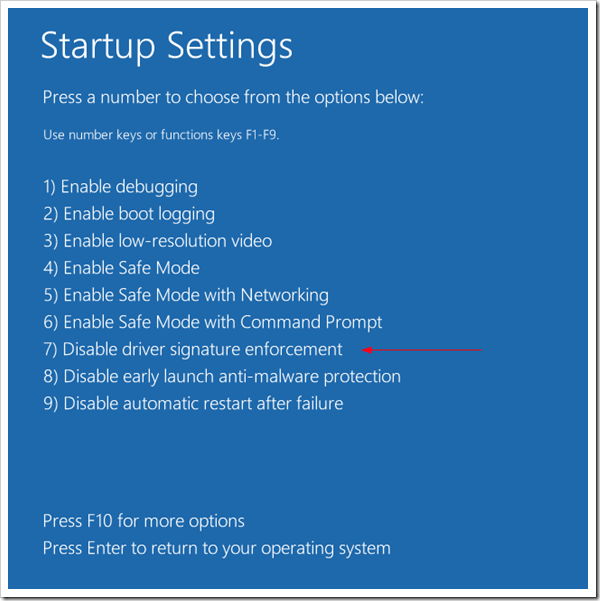 Startup Settings
Press a number to choose from the options below:
Use number keys or functions keys F1-F9.
1) Enable debugging
2) Enable boot logging
3) Enable low-resolution video
4) Enable Safe Mode
5) Enable Safe Mode with Networking
6) Enable Safe Mode with Command Prompt
7) Disable driver signature enforcement
8) Disable early launch anti-malware protection
9) Disable automatic restart after failure
Press F10 for more options
Press Enter to return to your operating system